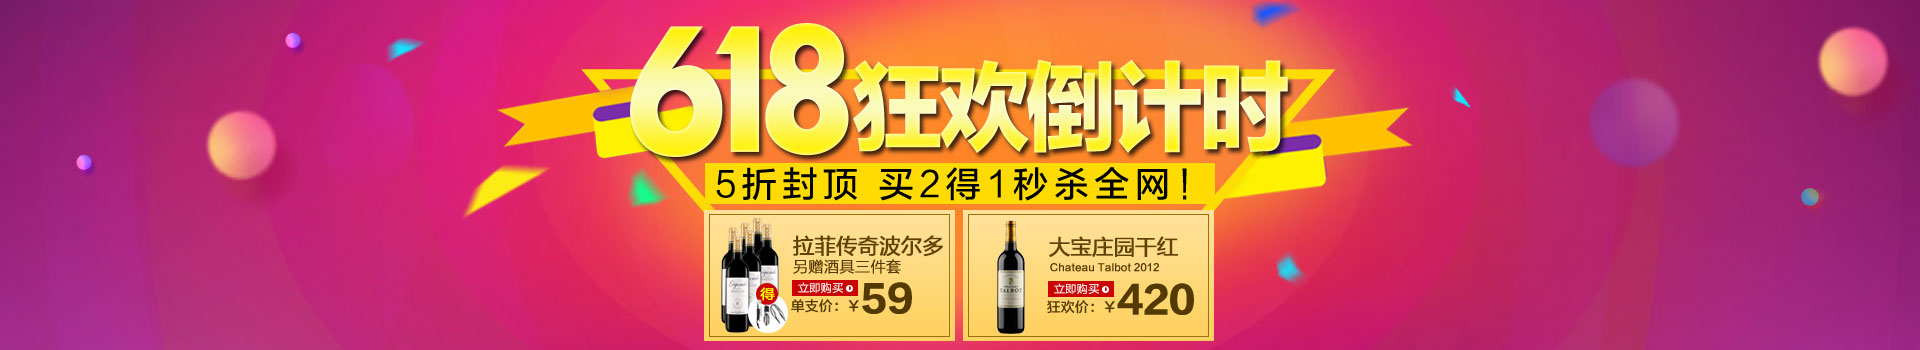 618狂欢倒计时
5折封顶 买2得1秒杀全网！
拉菲传奇波尔多
另赠酒具三件套
立即购买
单支价：¥59
得
大宝庄园干红
Chateau Talbot 2012
立即购买
狂欢价：¥420
TALBOT